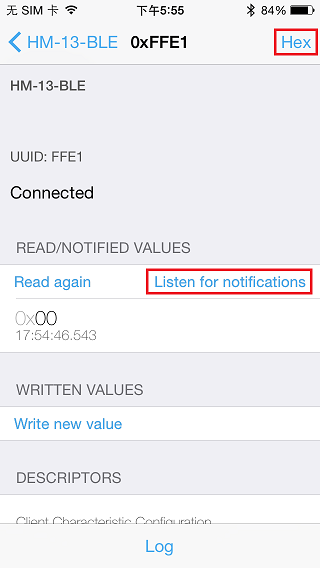 无 SIM 卡 下午5:55 84%
HM-13-BLE 0xFFE1 Hex
HM-13-BLE
UUID: FFE1
Connected
READ/NOTIFIED VALUES
Read again Listen for notifications
0x00
17:54:46.543
WRITTEN VALUES
Write new value
DESCRIPTORS
Client Characteristic Configuration
Log